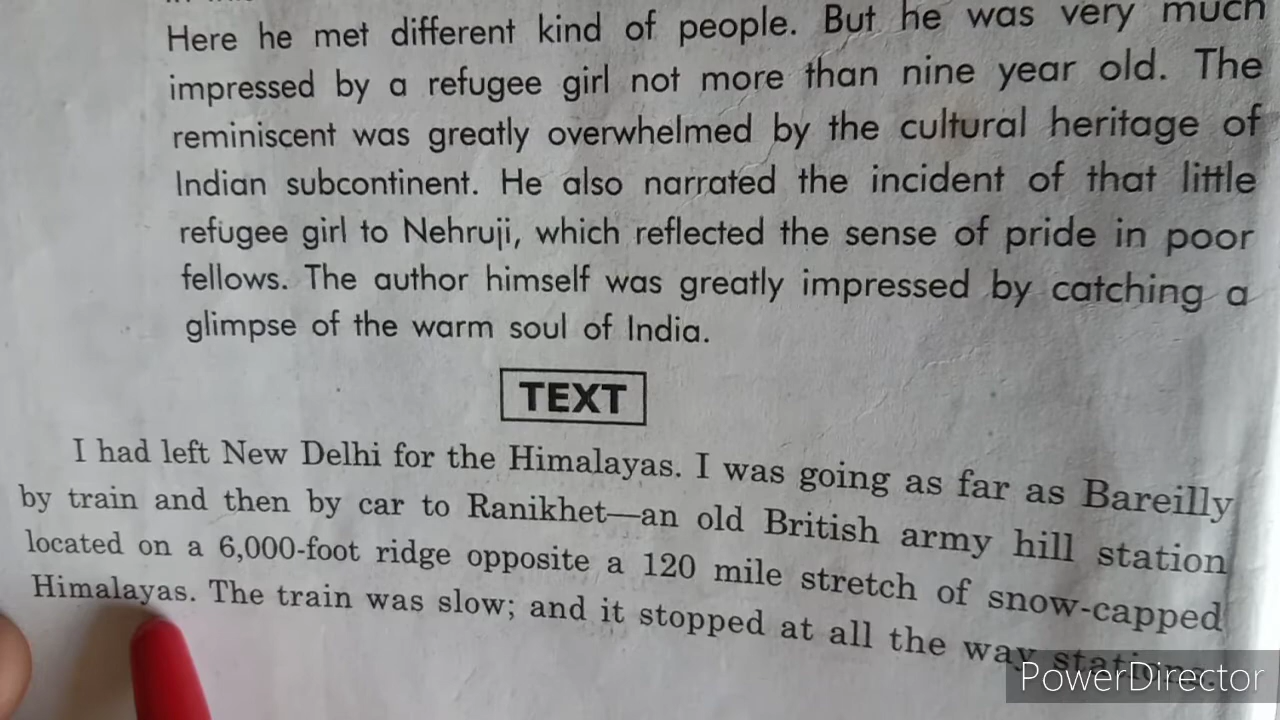 Here he met different kind of people. But he was very much
impressed by a refugee girl not more than nine year old. The
reminiscent was greatly overwhelmed by the cultural heritage of
Indian subcontinent. He also narrated the incident of that little
refugee girl to Nehruji, which reflected the sense of pride in poor
fellows. The author himself was greatly impressed by catching a
glimpse of the warm soul of India.
TEXT
I had left New Delhi for the Himalayas. I was going as far as Bareilly
by train and then by car to Ranikhet—an old British army hill station
located on a 6,000-foot ridge opposite a 120 mile stretch of snow-capped
Himalayas. The train was slow; and it stopped at all the way stations.
PowerDirector